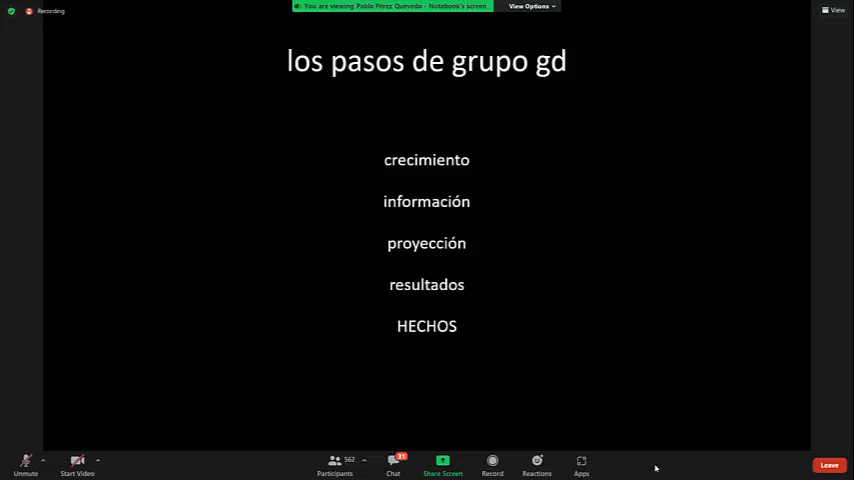 Recording
You are viewing Pablo Pérez Quevedo - Notebook's screen
View Options
View
los pasos de grupo gd
crecimiento
información
proyección
resultados
HECHOS
Unmute
Start Video
562
Participants
31
Chat
Share Screen
Record
Reactions
Apps
Leave